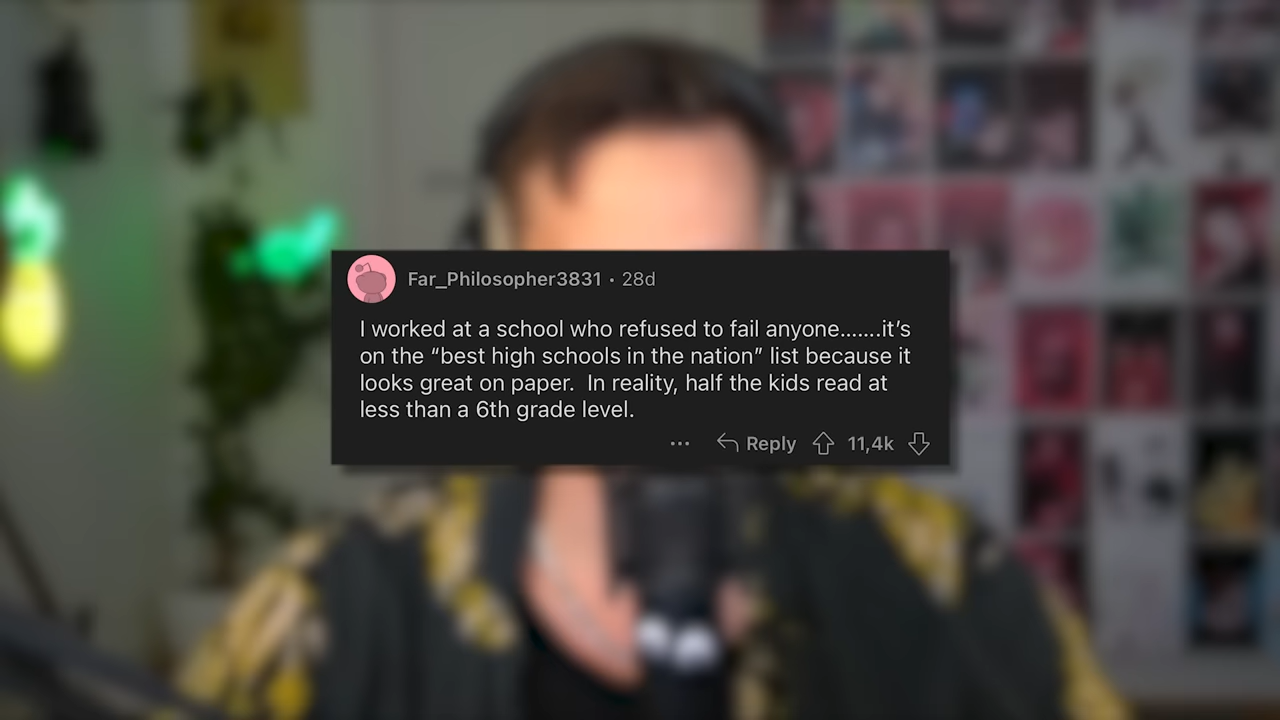 Far_Philosopher3831 · 28d
I worked at a school who refused to fail anyone.......it’s
on the “best high schools in the nation” list because it
looks great on paper.  In reality, half the kids read at
less than a 6th grade level.
... Reply 11,4k